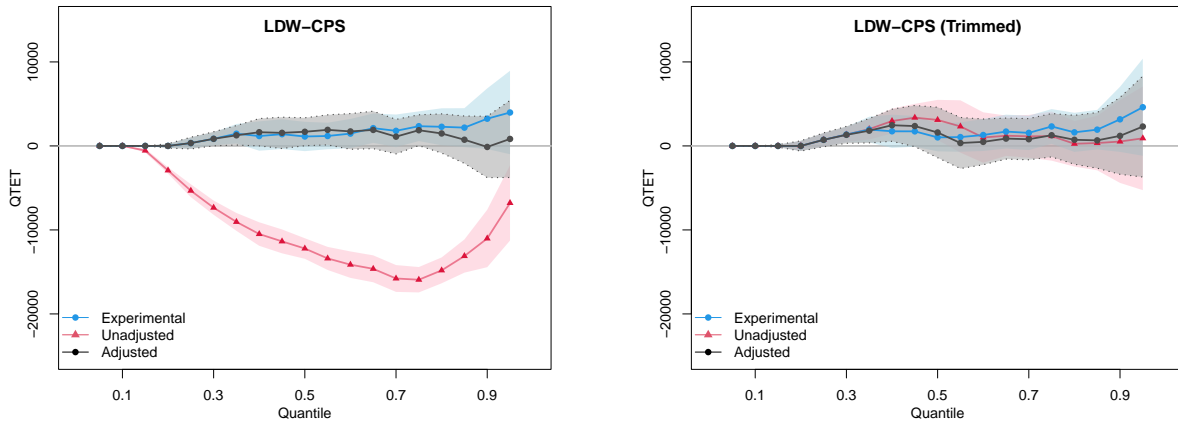 LDW−CPS
QTET
10000
0
−10000
−20000
Experimental
Unadjusted
Adjusted
0.1 0.3 0.5 0.7 0.9
Quantile
LDW−CPS (Trimmed)
QTET
10000
0
−10000
−20000
Experimental
Unadjusted
Adjusted
0.1 0.3 0.5 0.7 0.9
Quantile